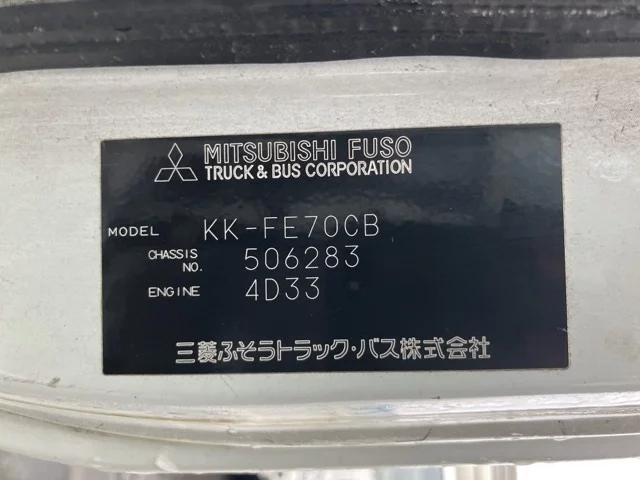 MITSUBISHI FUSO
TRUCK & BUS CORPORATION
MODEL KK-FE70CB
CHASSIS NO. 506283
ENGINE 4D33
三菱ふそうトラック・バス株式会社